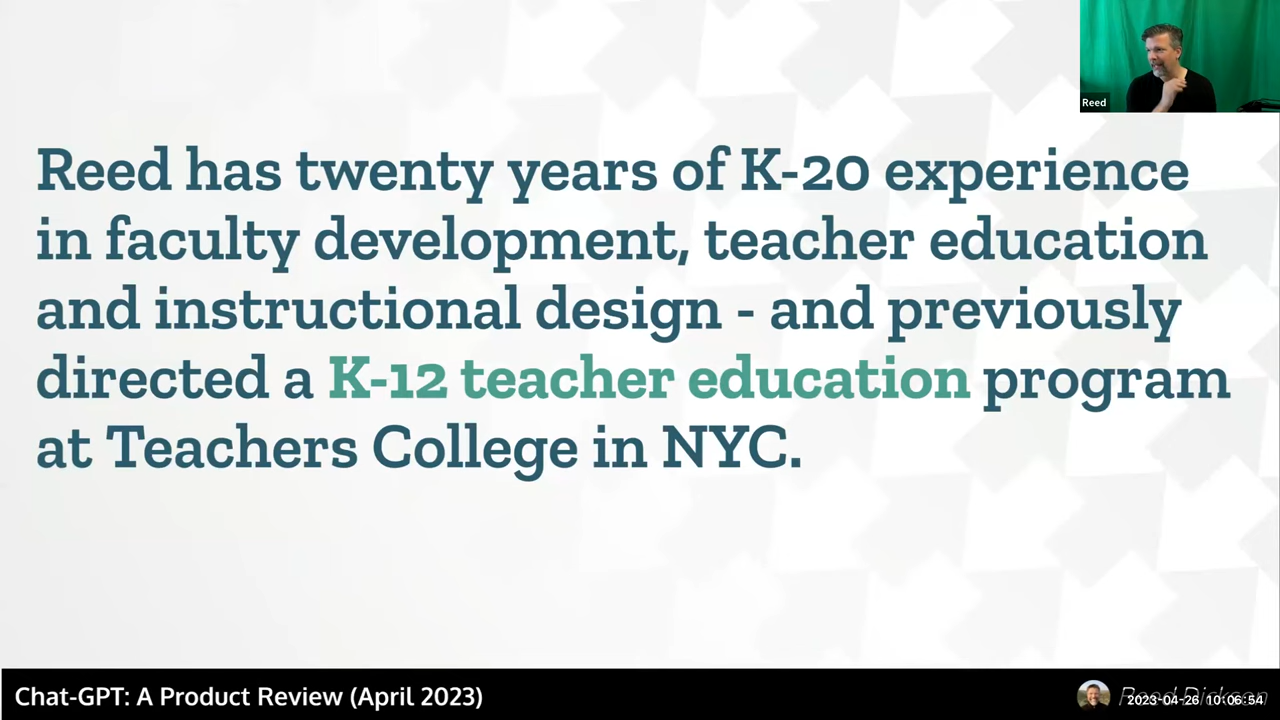 Reed
Reed has twenty years of K-20 experience
in faculty development, teacher education
and instructional design - and previously
directed a K-12 teacher education program
at Teachers College in NYC.
Chat-GPT: A Product Review (April 2023)
Reed Dickson
2023-04-26 10:06:54